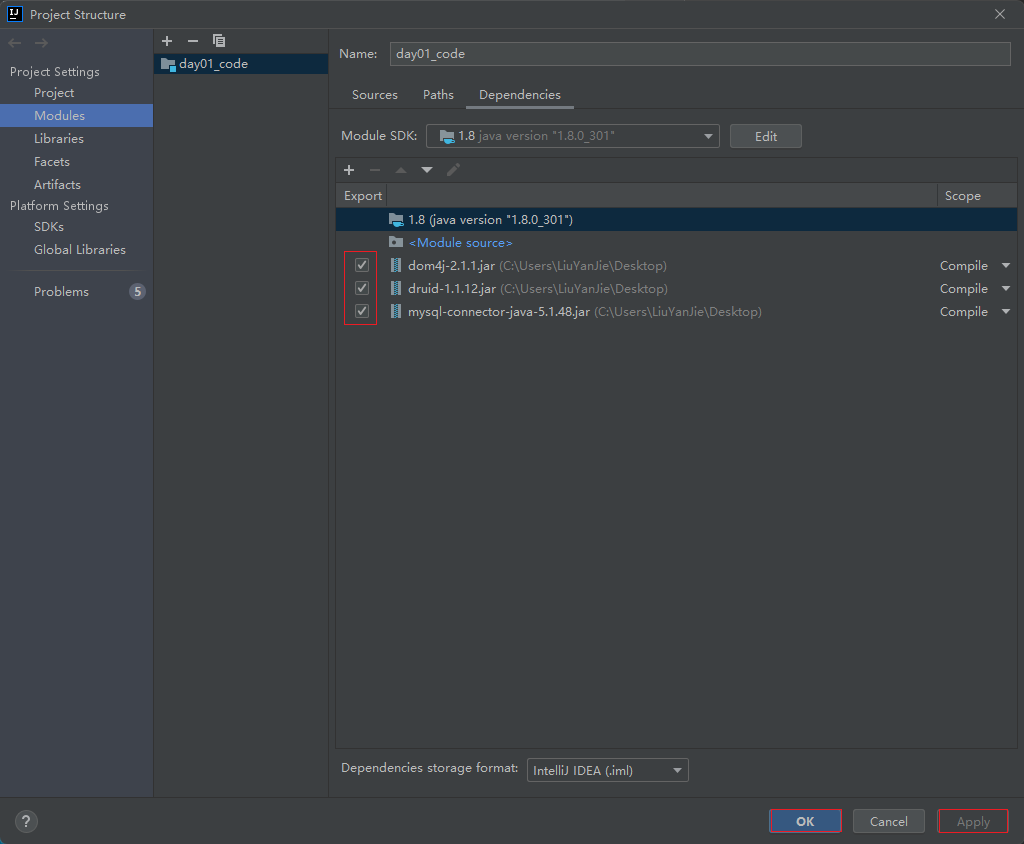 Project Structure
Project Settings
Project
Modules
Libraries
Facets
Artifacts
Platform Settings
SDKs
Global Libraries
Problems 5
day01_code
Name: day01_code
Sources Paths Dependencies
Module SDK: 1.8 java version "1.8.0_301" Edit
Export Scope
1.8 (java version "1.8.0_301")
<Module source>
dom4j-2.1.1.jar (C:\Users\LiuYanJie\Desktop) Compile
druid-1.1.12.jar (C:\Users\LiuYanJie\Desktop) Compile
mysql-connector-java-5.1.48.jar (C:\Users\LiuYanJie\Desktop) Compile
Dependencies storage format: IntelliJ IDEA (.iml)
? OK Cancel Apply